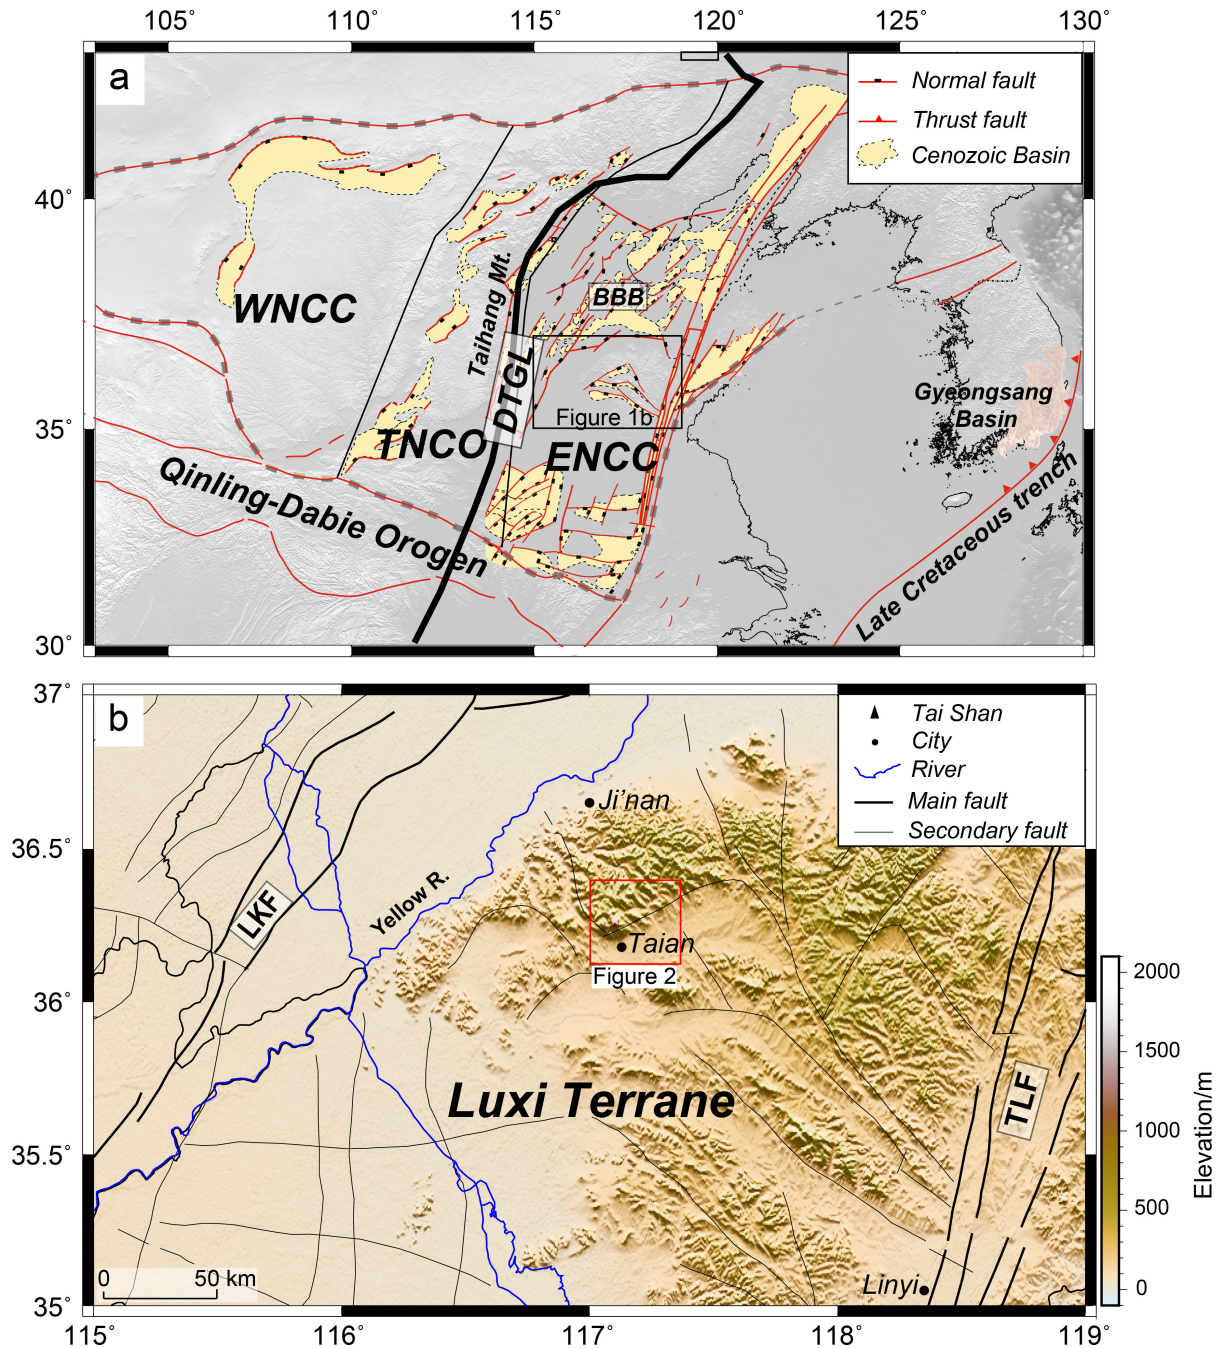 105° 110° 115° 120° 125° 130°
a
Normal fault
Thrust fault
Cenozoic Basin
40°
35°
30°
WNCC
Taihang Mt.
BBB
DTGL
Figure 1b
TNCO
ENCC
Gyeongsang
Basin
Qinling-Dabie Orogen
Late Cretaceous trench
37°
36.5°
36°
35.5°
35°
b
Tai Shan
City
River
Main fault
Secondary fault
Ji’nan
LKF
Yellow R.
Taian
Figure 2
Luxi Terrane
TLF
Linyi
0 50 km
2000
1500
1000
500
0
Elevation/m
115° 116° 117° 118° 119°